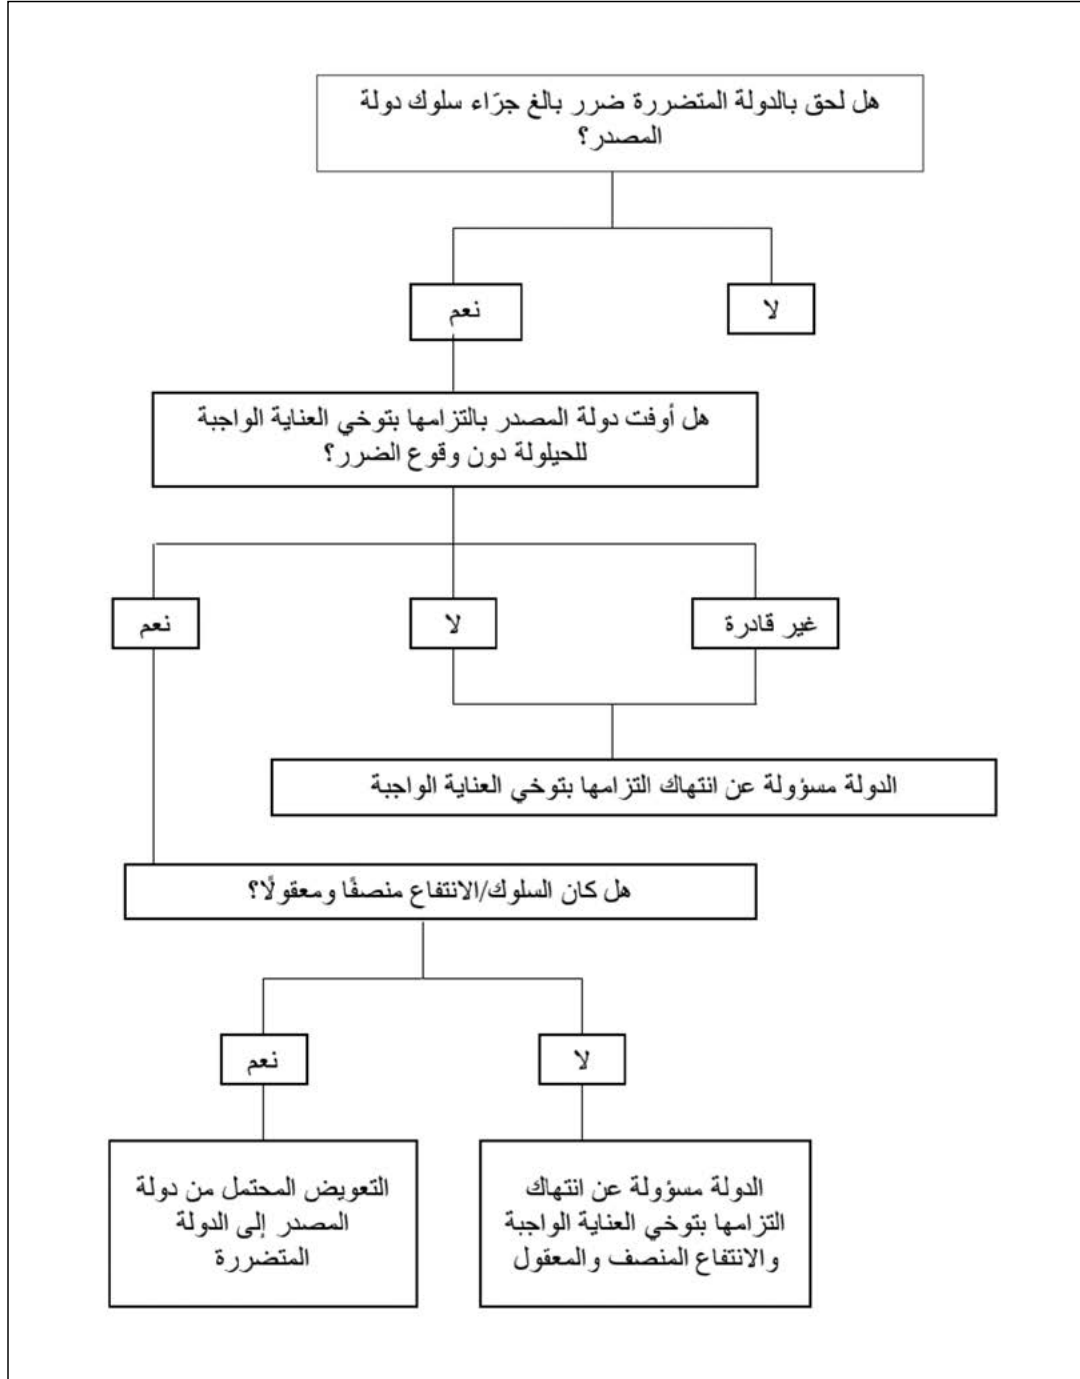 هل لحق بالدولة المتضررة ضرر بالغ جرّاء سلوك دولة
المصدر؟
لا
نعم
هل أوفت دولة المصدر بالتزامها بتوخي العناية الواجبة
للحيلولة دون وقوع الضرر؟
غير قادرة
لا
نعم
الدولة مسؤولة عن انتهاك التزامها بتوخي العناية الواجبة
هل كان السلوك/الانتفاع منصفًا ومعقولًا؟
لا
نعم
الدولة مسؤولة عن انتهاك
التزامها بتوخي العناية الواجبة
والانتفاع المنصف والمعقول
التعويض المحتمل من دولة
المصدر إلى الدولة
المتضررة